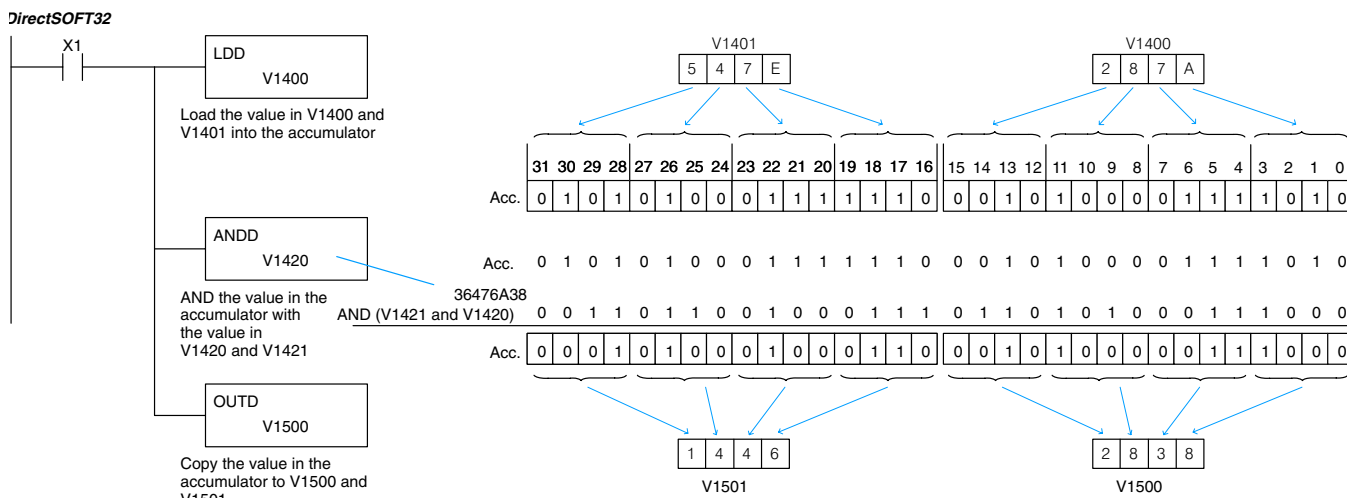 DirectSOFT32
X1
LDD
V1400
Load the value in V1400 and
V1401 into the accumulator
V1401
5 4 7 E
V1400
2 8 7 A
31 30 29 28 27 26 25 24 23 22 21 20 19 18 17 16 15 14 13 12 11 10 9 8 7 6 5 4 3 2 1 0
Acc. 0 1 0 1 0 1 0 0 0 1 1 1 1 1 1 0 0 0 1 0 1 0 0 0 0 1 1 1 1 0 1 0
ANDD
V1420
AND the value in the
accumulator with
the value in
V1420 and V1421
Acc. 0 1 0 1 0 1 0 0 0 1 1 1 1 1 1 0 0 0 1 0 1 0 0 0 0 1 1 1 1 0 1 0
36476A38
AND (V1421 and V1420) 0 0 1 1 0 1 1 0 0 1 0 0 0 1 1 1 0 1 1 0 1 0 1 0 0 0 1 1 1 0 0 0
Acc. 0 0 0 1 0 1 0 0 0 1 0 0 0 1 1 0 0 0 1 0 1 0 0 0 0 0 1 1 1 0 0 0
OUTD
V1500
Copy the value in the
accumulator to V1500 and
V1501
1 4 4 6
V1501
2 8 3 8
V1500